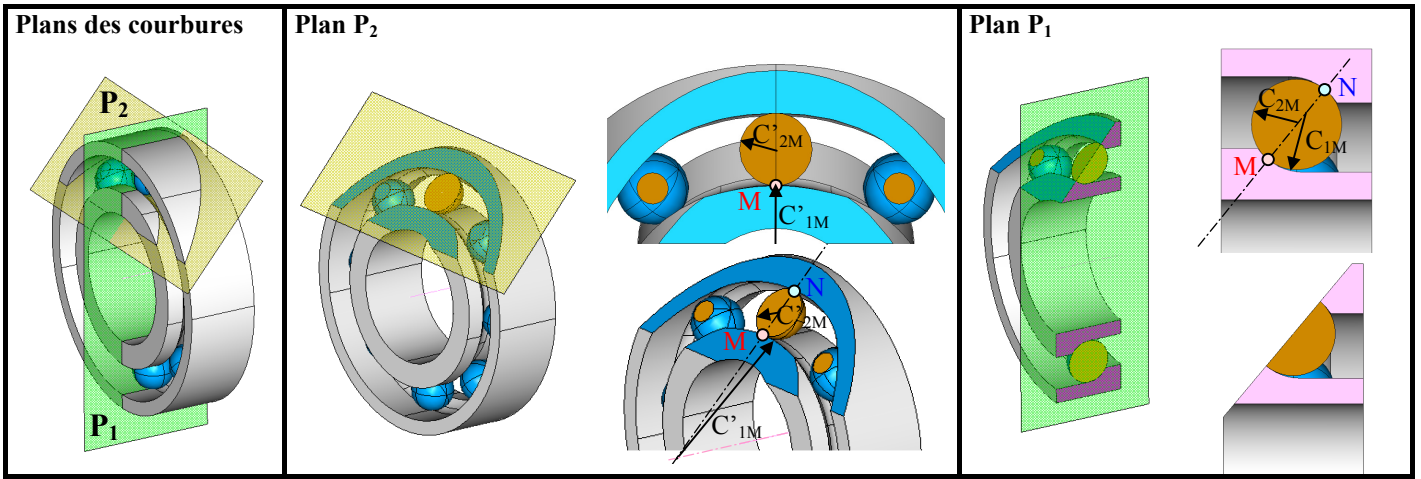 Plans des courbures
P2
P1
Plan P2
C'2M
M
C'1M
N
C'2M
M
C'1M
Plan P1
N
C2M
C1M
M